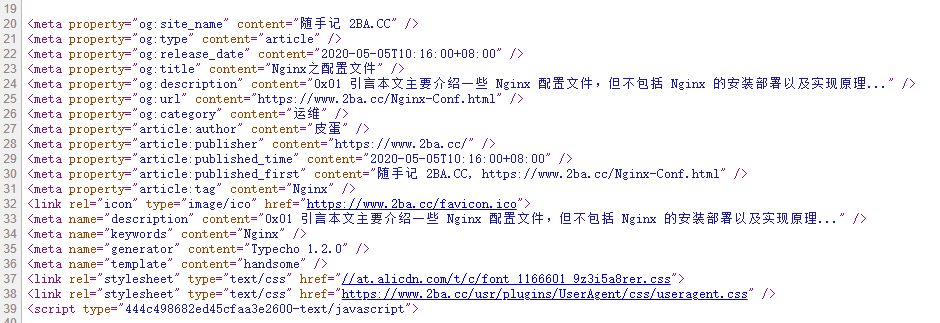 19
20 <meta property="og:site_name" content="随手记 2BA.CC" />
21 <meta property="og:type" content="article" />
22 <meta property="og:release_date" content="2020-05-05T10:16:00+08:00" />
23 <meta property="og:title" content="Nginx之配置文件" />
24 <meta property="og:description" content="0x01 引言本文主要介绍一些 Nginx 配置文件，但不包括 Nginx 的安装部署以及实现原理..." />
25 <meta property="og:url" content="https://www.2ba.cc/Nginx-Conf.html" />
26 <meta property="og:category" content="运维" />
27 <meta property="article:author" content="皮蛋" />
28 <meta property="article:publisher" content="https://www.2ba.cc/" />
29 <meta property="article:published_time" content="2020-05-05T10:16:00+08:00" />
30 <meta property="article:published_first" content="随手记 2BA.CC, https://www.2ba.cc/Nginx-Conf.html" />
31 <meta property="article:tag" content="Nginx" />
32 <link rel="icon" type="image/ico" href="https://www.2ba.cc/favicon.ico">
33 <meta name="description" content="0x01 引言本文主要介绍一些 Nginx 配置文件，但不包括 Nginx 的安装部署以及实现原理..." />
34 <meta name="keywords" content="Nginx" />
35 <meta name="generator" content="Typecho 1.2.0" />
36 <meta name="template" content="handsome" />
37 <link rel="stylesheet" type="text/css" href="//at.alicdn.com/t/c/font_1166601_9z3i5a8rer.css">
38 <link rel="stylesheet" type="text/css" href="https://www.2ba.cc/usr/plugins/UserAgent/css/useragent.css" />
39 <script type="444c498682ed45cfaa3e2600-text/javascript">